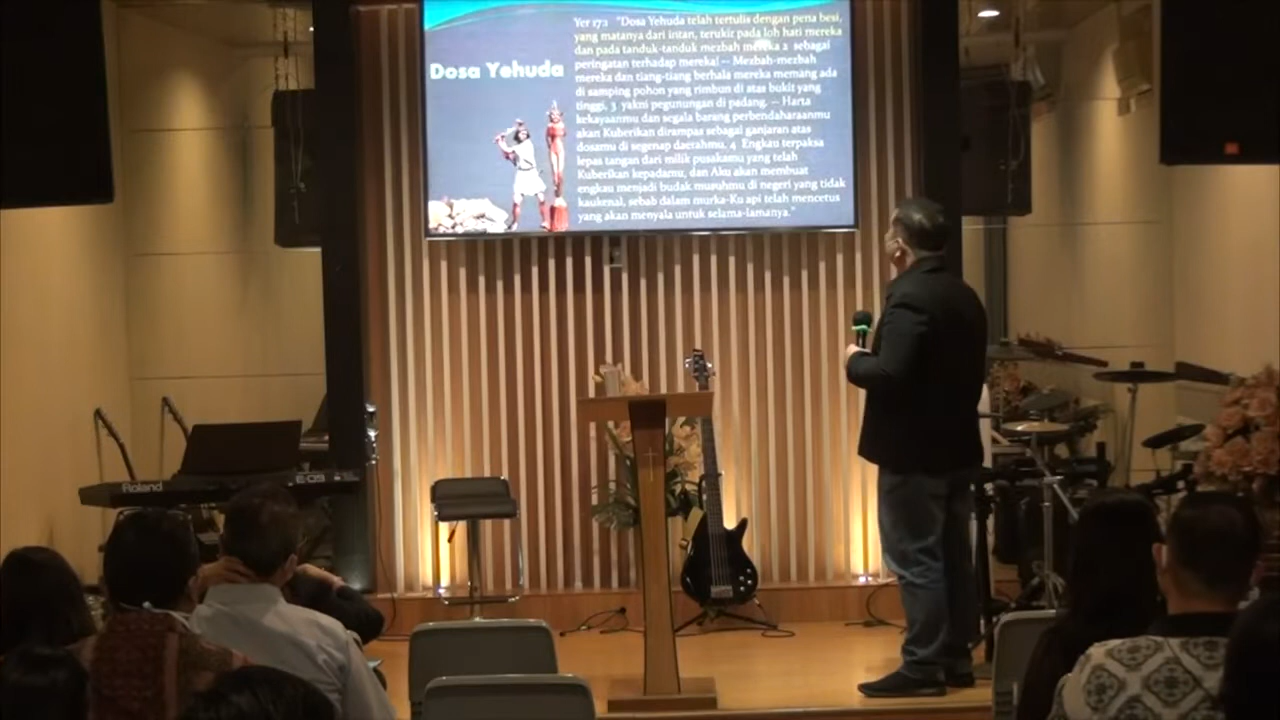 Dosa Yehuda
Yer 17:1 "Dosa Yehuda telah tertulis dengan pena besi,
yang matanya dari intan, terukir pada loh hati mereka
dan pada tanduk-tanduk mezbah mereka 2 sebagai
peringatan terhadap mereka! -- Mezbah-mezbah
mereka dan tiang-tiang berhala mereka memang ada
di samping pohon yang rimbun di atas bukit yang
tinggi, 3 yakni pegunungan di padang. -- Harta
kekayaanmu dan segala barang perbendaharaanmu
akan Kuberikan dirampas sebagai ganjaran atas
dosamu di segenap daerahmu. 4 Engkau terpaksa
lepas tangan dari milik pusakamu yang telah
Kuberikan kepadamu, dan Aku akan membuat
engkau menjadi budak musuhmu di negeri yang tidak
kaukenal, sebab dalam murka-Ku api telah mencetus
yang akan menyala untuk selama-lamanya."
Roland
EOS